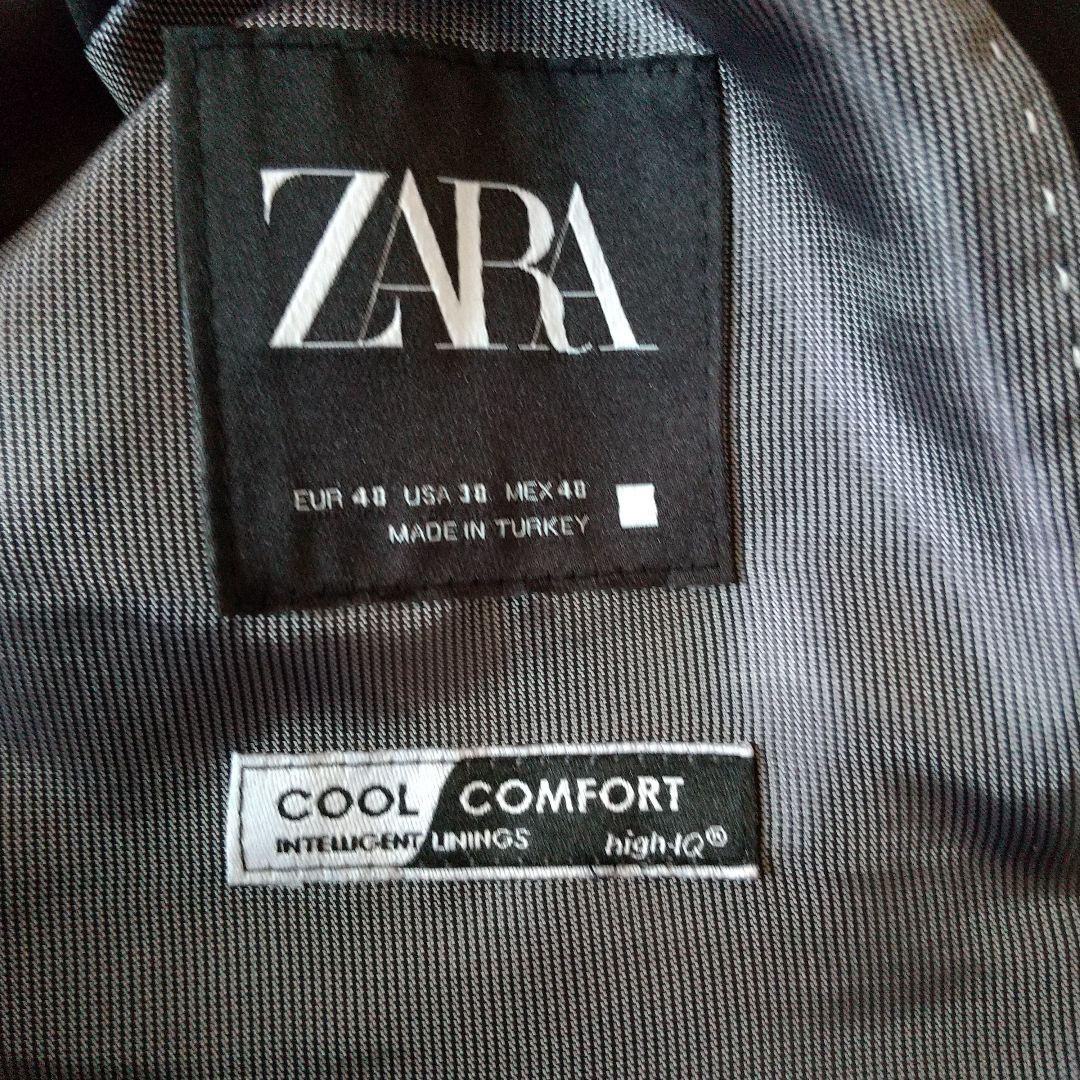 ZARA
EUR 48 USA 38 MEX 48
MADE IN TURKEY
COOL COMFORT
INTELLIGENT LININGS high-IQ®